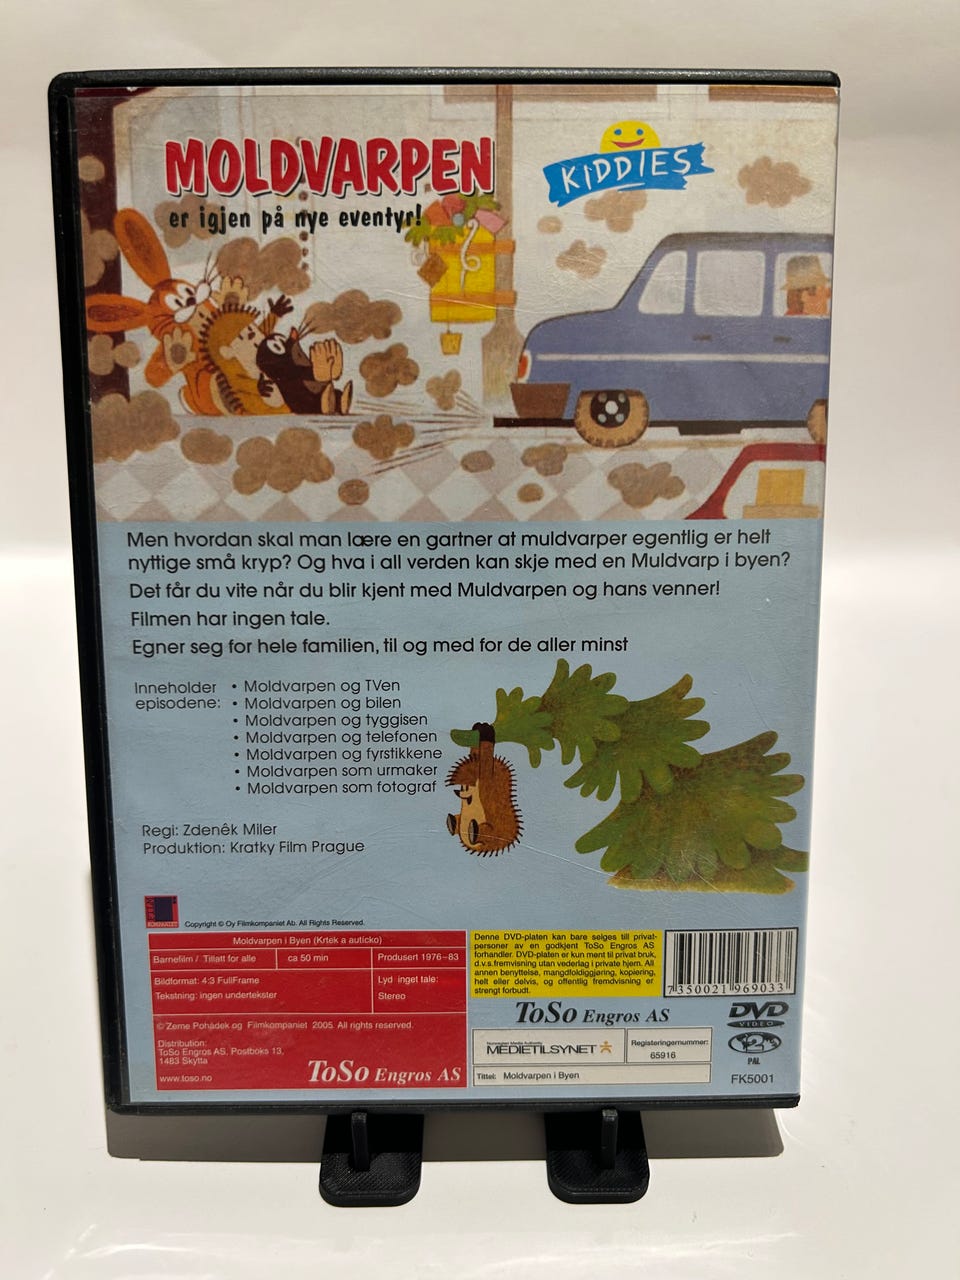 MOLDVARPEN
er igjen på nye eventyr!
KIDDIES
Men hvordan skal man lære en gartner at muldvarper egentlig er helt
nyttige små kryp? Og hva i all verden kan skje med en Muldvarp i byen?
Det får du vite når du blir kjent med Muldvarpen og hans venner!
Filmen har ingen tale.
Egner seg for hele familien, til og med for de aller minst
Inneholder
episodene:
• Moldvarpen og TVen
• Moldvarpen og bilen
• Moldvarpen og tyggisen
• Moldvarpen og telefonen
• Moldvarpen og fyrstikkene
• Moldvarpen som urmaker
• Moldvarpen som fotograf
Regi: Zdenêk Miler
Produktion: Kratky Film Prague
Copyright © Oy Filmkompaniet Ab. All Rights Reserved.
Moldvarpen i Byen (Krtek a autícko)
Barnefilm / Tillatt for alle
ca 50 min
Produsert 1976-83
Bildformat: 4:3 FullFrame
Tekstning: ingen undertekster
Lyd inget tale:
Stereo
© Zeme Pohádek og Filmkompaniet 2005. All rights reserved.
Distribution:
ToSo Engros AS, Postboks 13,
1483 Skytta
www.toso.no
ToSo Engros AS
Denne DVD-platen kan bare selges til privat-
personer av en godkjent ToSo Engros AS
forhandler. DVD-platen er kun ment til privat bruk,
d.v.s.fremvisning utan vederlag i privat hjem. All
annen benyttelse, mangdfoldiggjøring, kopiering,
helt eller delvis, og offentlig fremdvisning er
strengt forbudt.
7 350021 969033
ToSo Engros AS
DVD
VIDEO
Norwegian Media Authority
MEDIETILSYNET
Registeringernummer:
65916
Tittel: Moldvarpen i Byen
2
PAL
FK5001